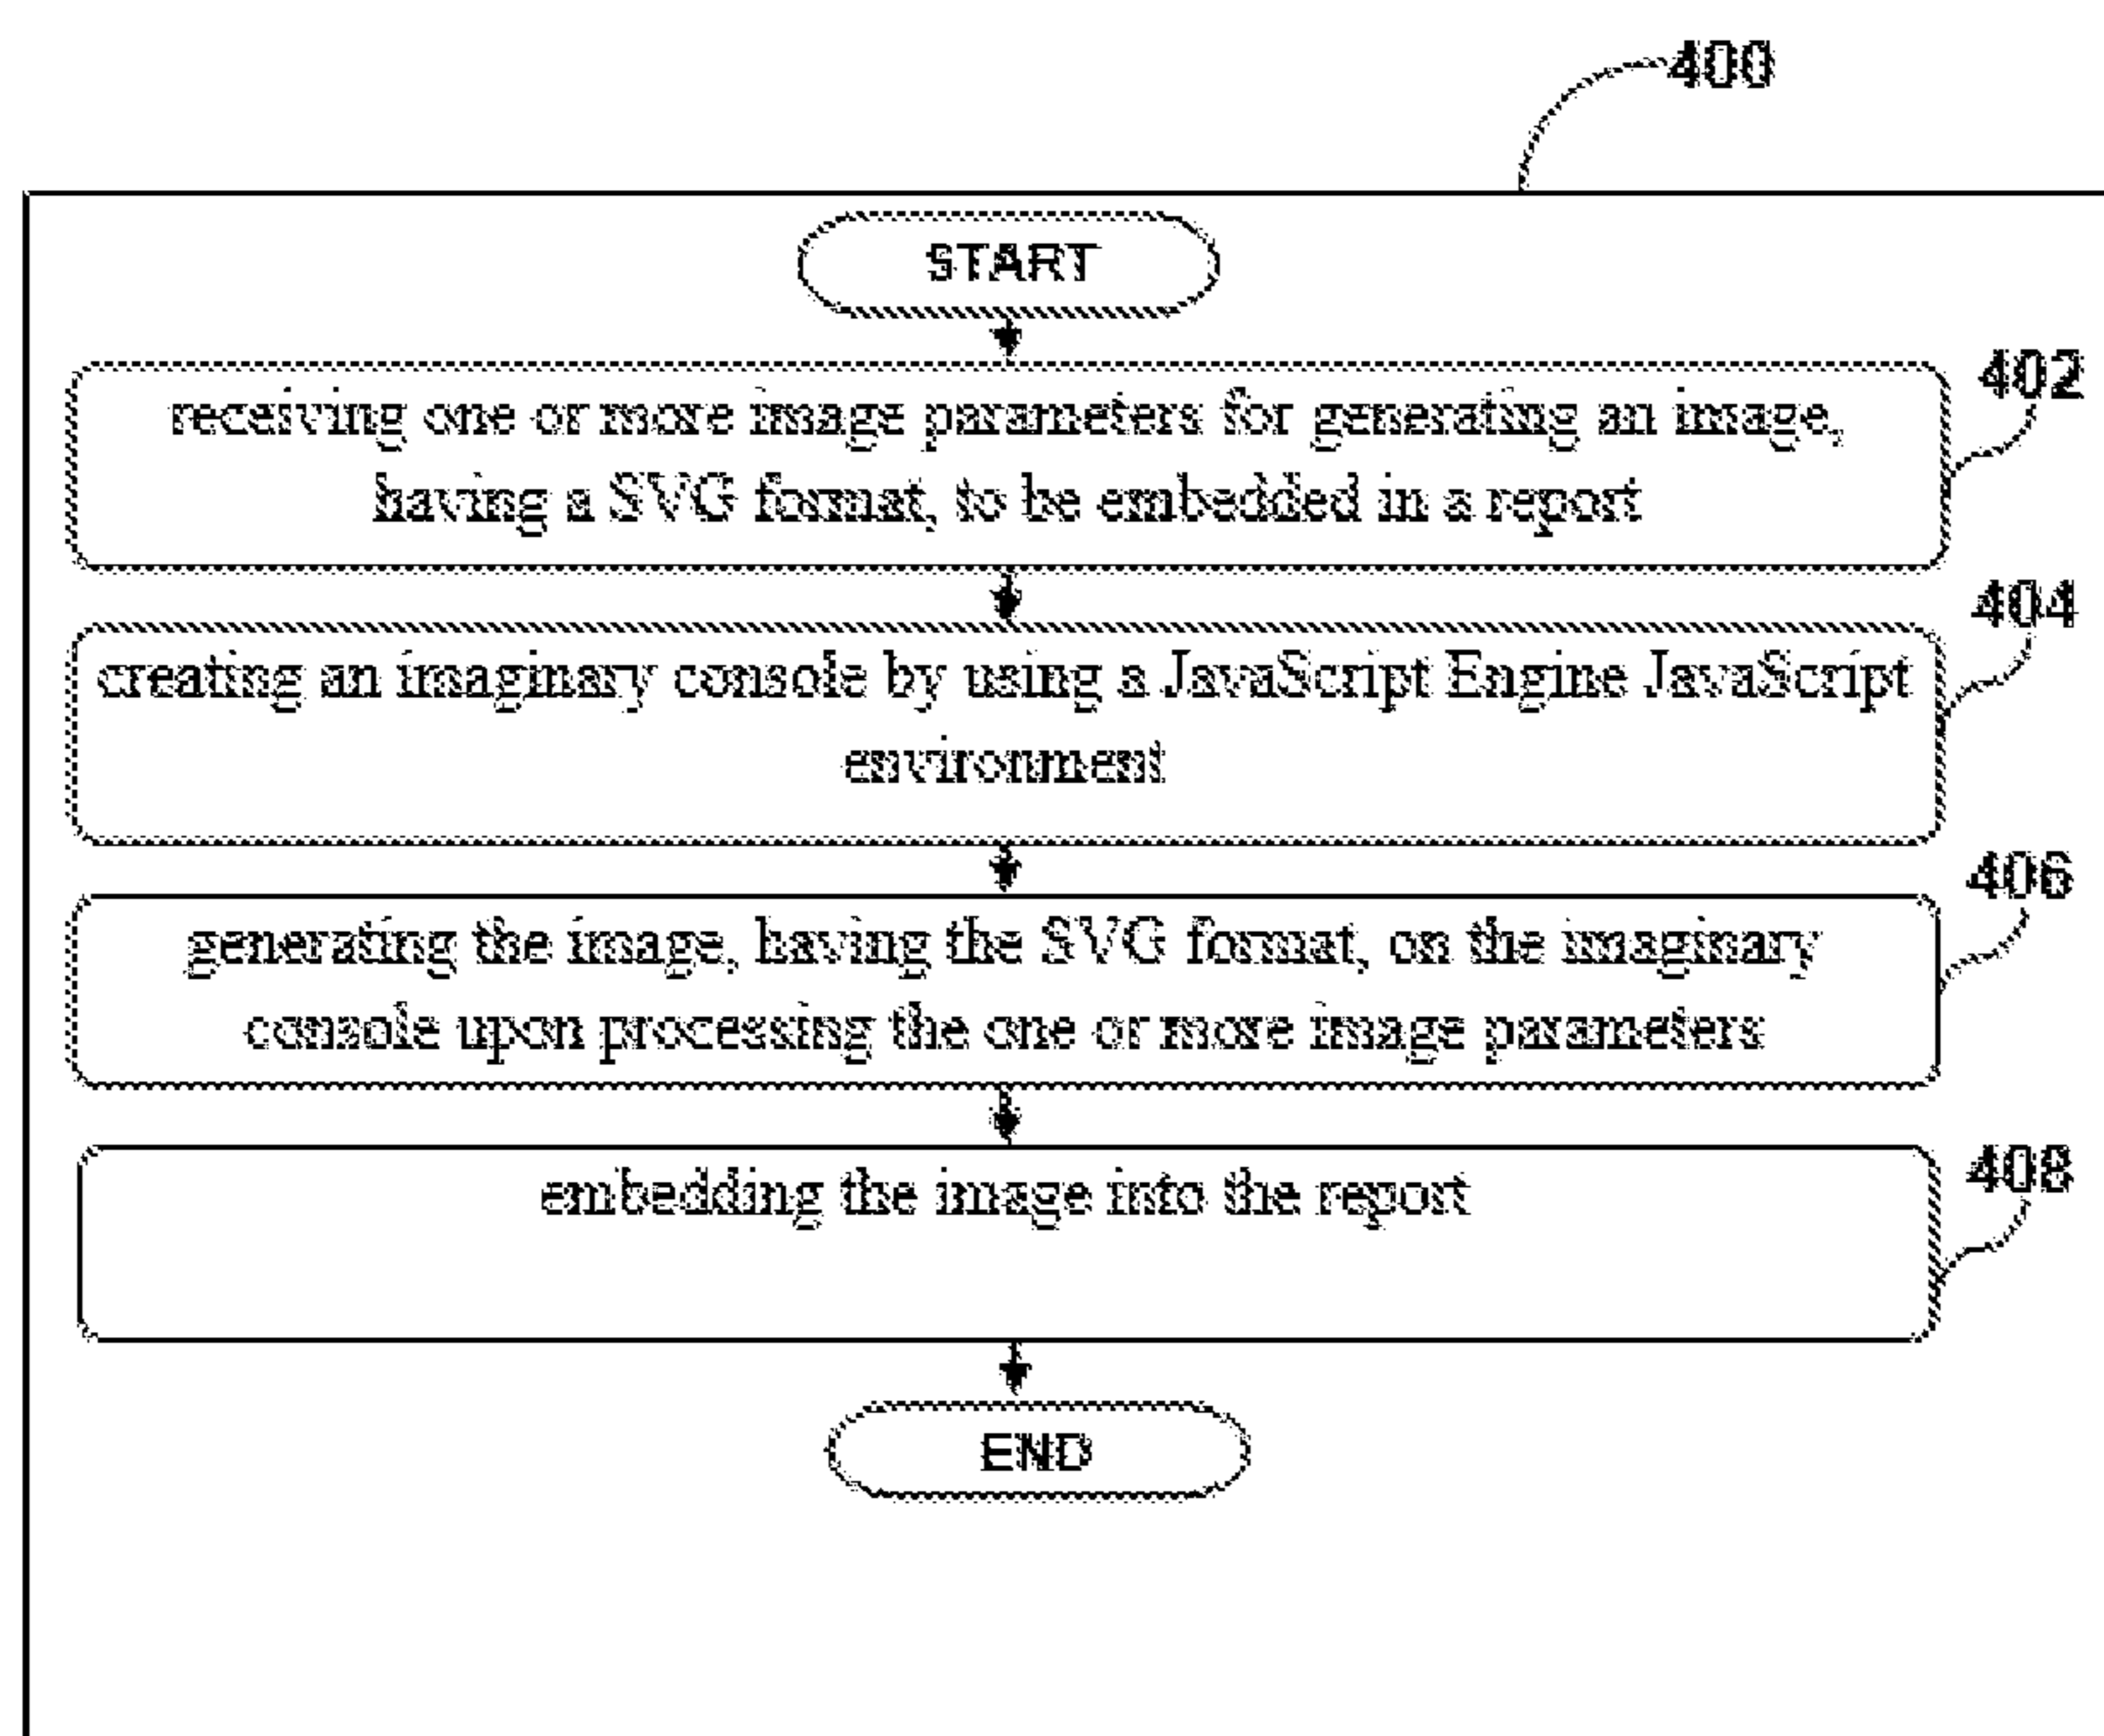 400
START
402
receiving one or more image parameters for generating an image,
having a SVG format, to be embedded in a report
404
creating an imaginary console by using a JavaScript Engine JavaScript
environment
406
generating the image, having the SVG format, on the imaginary
console upon processing the one or more image parameters
408
embedding the image into the report
END